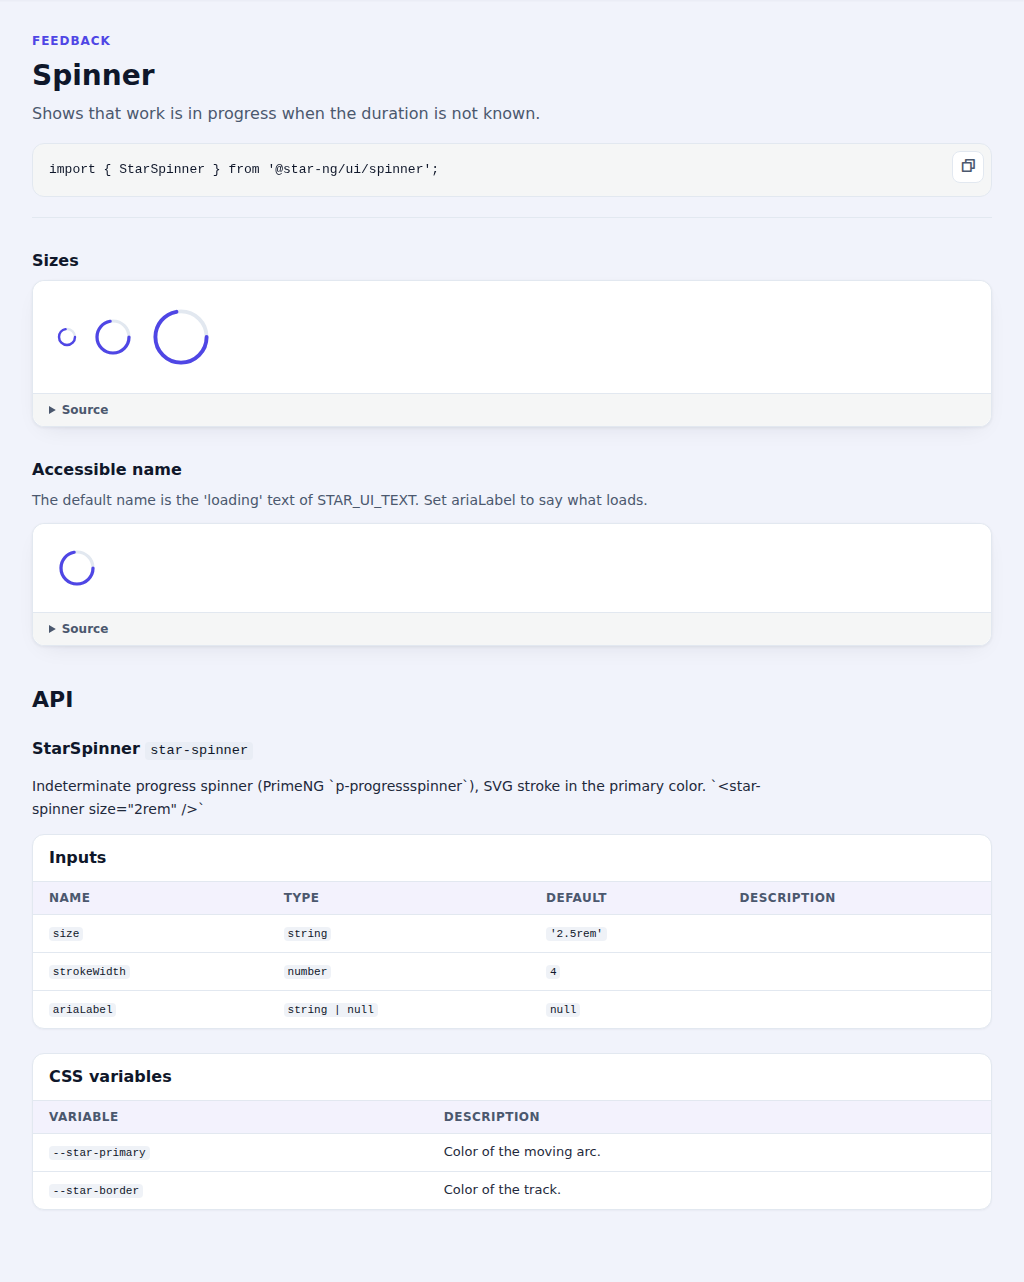 FEEDBACK
Spinner
Shows that work is in progress when the duration is not known.
import { StarSpinner } from '@star-ng/ui/spinner';
Sizes
Source
Accessible name
The default name is the 'loading' text of STAR_UI_TEXT. Set ariaLabel to say what loads.
Source
API
StarSpinner star-spinner
Indeterminate progress spinner (PrimeNG `p-progressspinner`), SVG stroke in the primary color. `<star-
spinner size="2rem" />`
Inputs
NAME TYPE DEFAULT DESCRIPTION
size string '2.5rem'
strokeWidth number 4
ariaLabel string | null null
CSS variables
VARIABLE DESCRIPTION
--star-primary Color of the moving arc.
--star-border Color of the track.